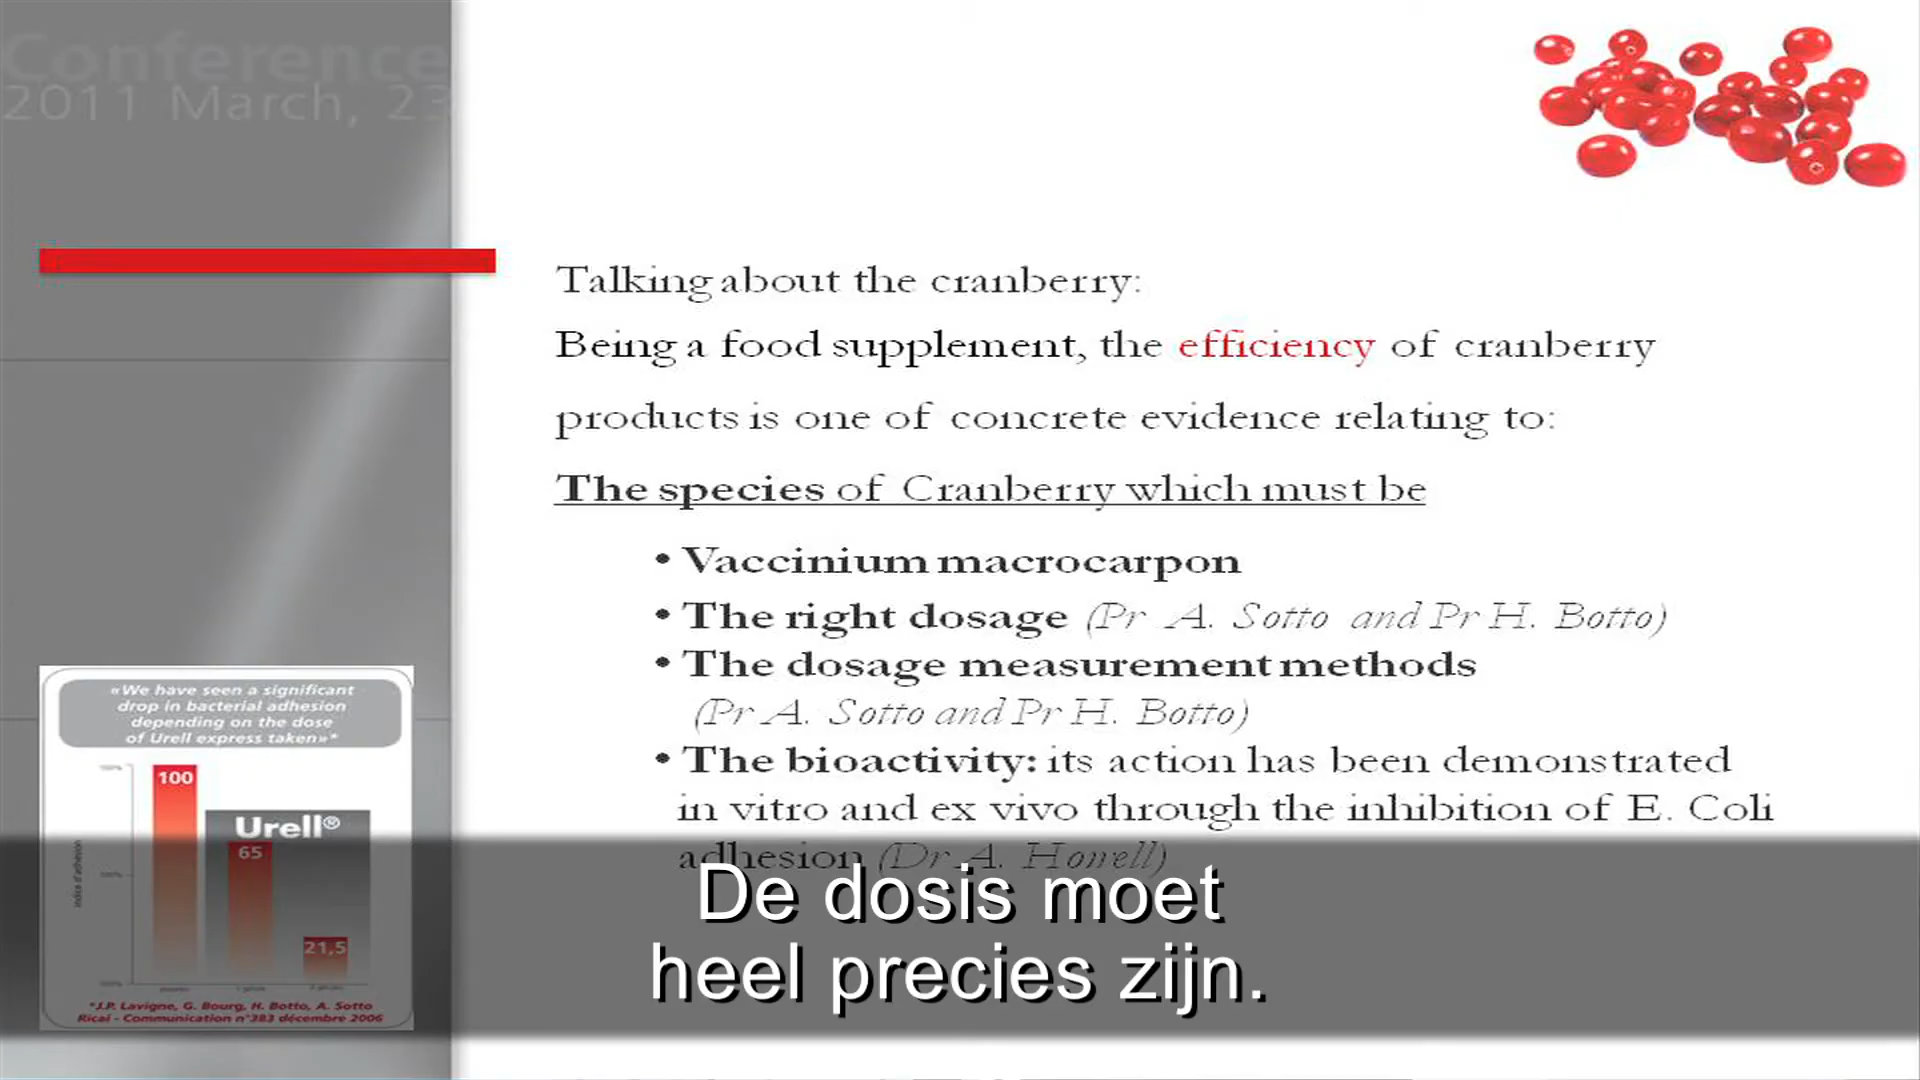 Conference
2011 March, 23
Talking about the cranberry:
Being a food supplement, the efficiency of cranberry
products is one of concrete evidence relating to:
The species of Cranberry which must be
• Vaccinium macrocarpon
• The right dosage (Pr A. Sotto and Pr H. Botto)
• The dosage measurement methods
(Pr A. Sotto and Pr H. Botto)
• The bioactivity: its action has been demonstrated
in vitro and ex vivo through the inhibition of E. Coli
adhesion (Dr A. Howell)
«We have seen a significant
drop in bacterial adhesion
depending on the dose
of Urell express taken»*
100
Urell®
65
21,5
*J.P. Lavigne, G. Bourg, H. Botto, A. Sotto
Ricai - Communication n°383 décembre 2006
De dosis moet
heel precies zijn.